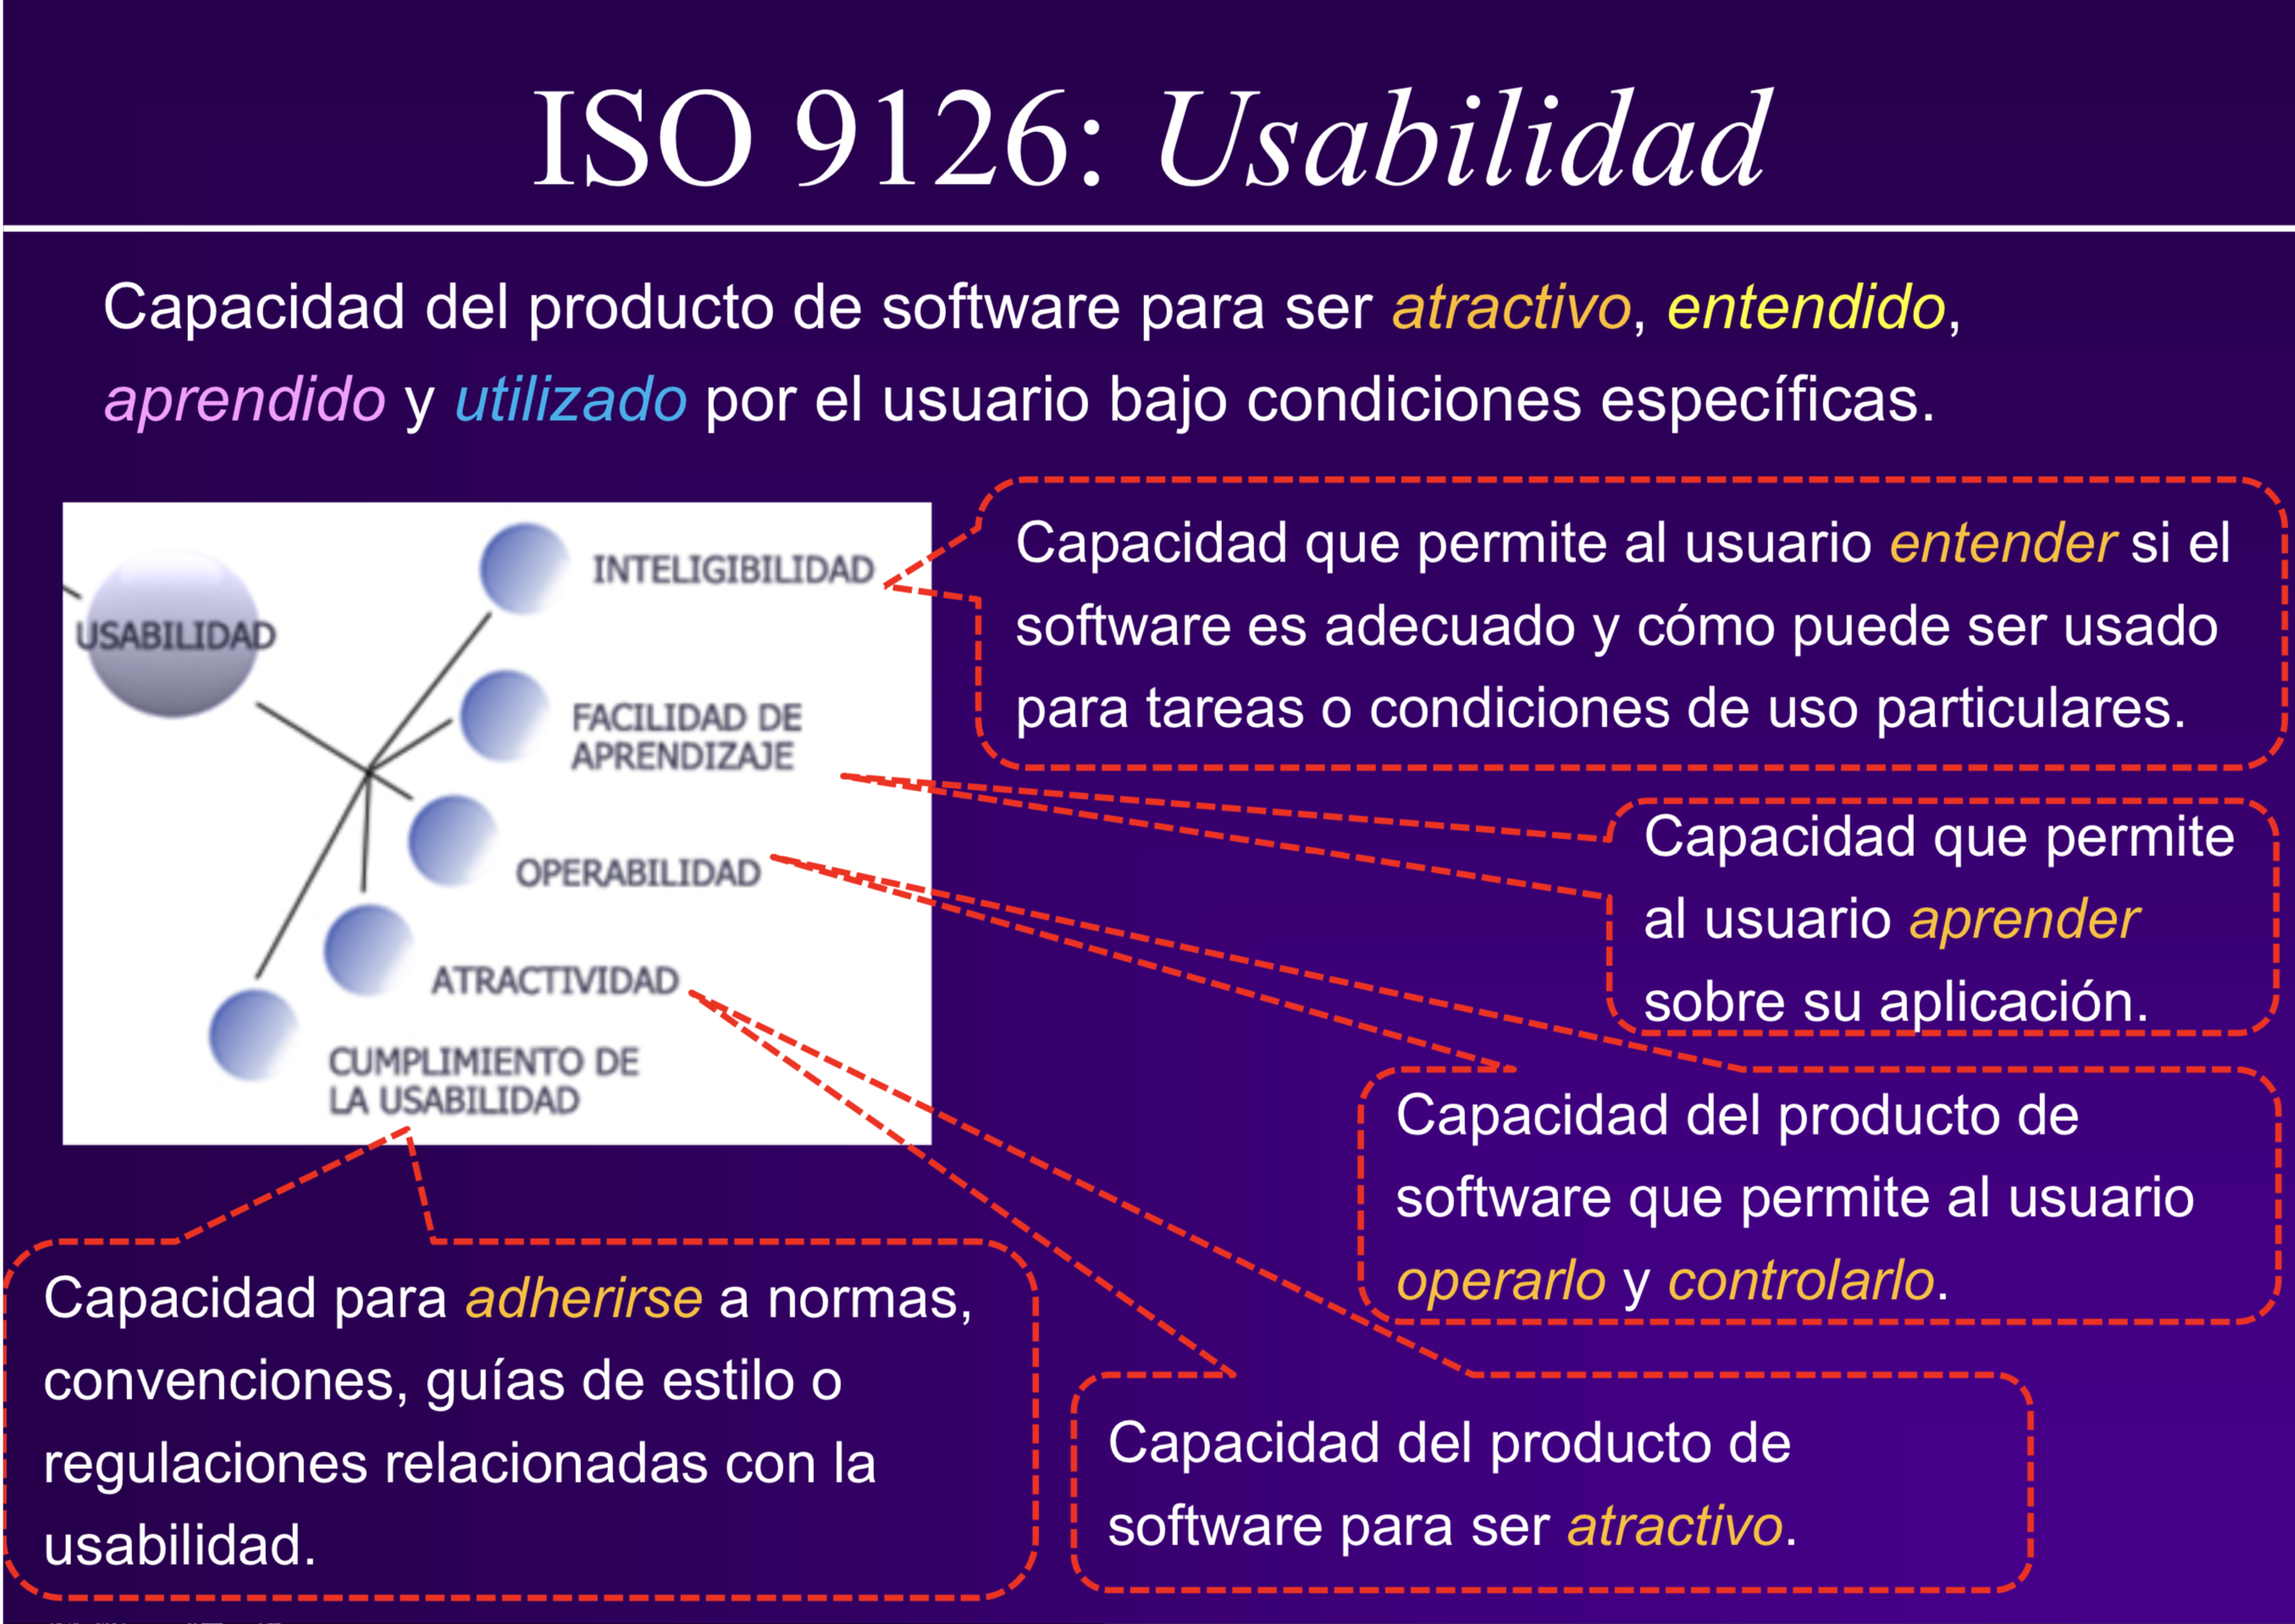 ISO 9126: Usabilidad
Capacidad del producto de software para ser atractivo, entendido,
aprendido y utilizado por el usuario bajo condiciones específicas.
USABILIDAD
INTELIGIBILIDAD
FACILIDAD DE
APRENDIZAJE
OPERABILIDAD
ATRACTIVIDAD
CUMPLIMIENTO DE
LA USABILIDAD
Capacidad que permite al usuario entender si el
software es adecuado y cómo puede ser usado
para tareas o condiciones de uso particulares.
Capacidad que permite
al usuario aprender
sobre su aplicación.
Capacidad del producto de
software que permite al usuario
operarlo y controlarlo.
Capacidad del producto de
software para ser atractivo.
Capacidad para adherirse a normas,
convenciones, guías de estilo o
regulaciones relacionadas con la
usabilidad.